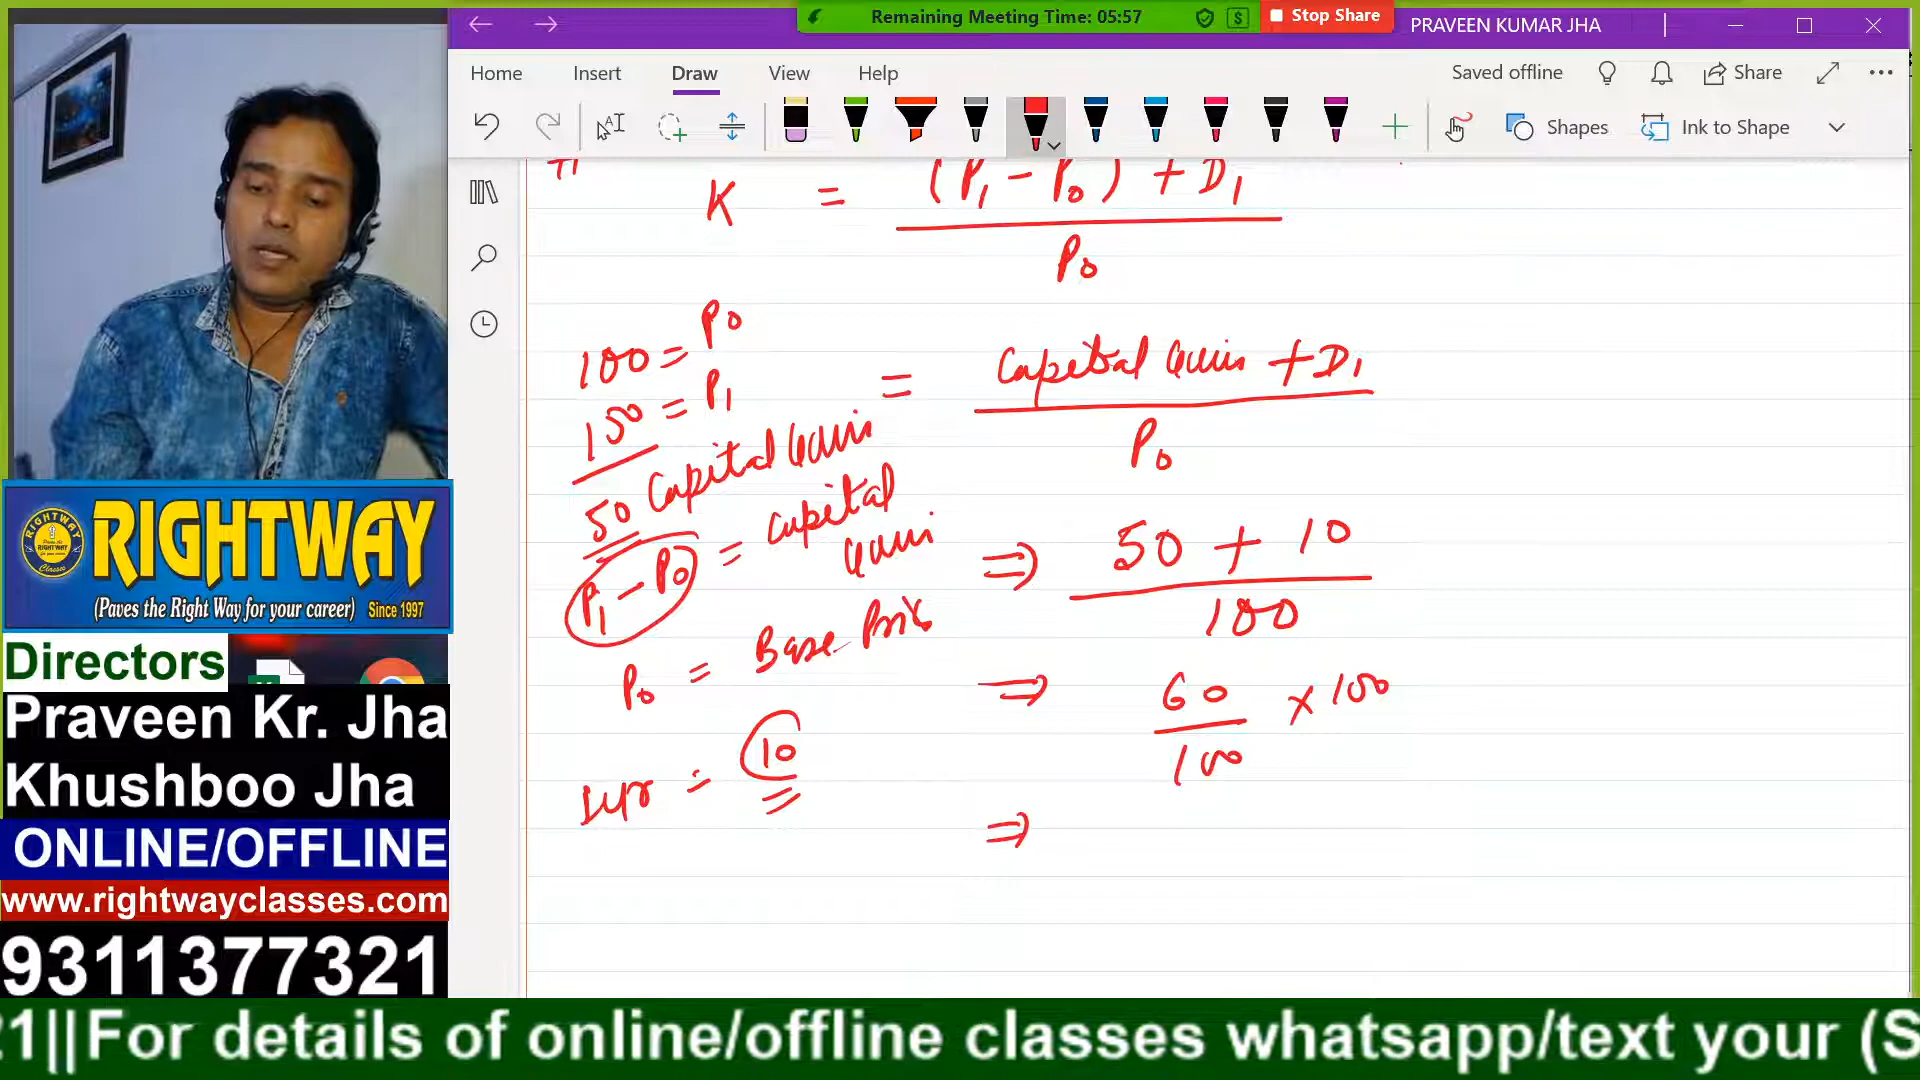 Remaining Meeting Time: 05:57
Stop Share
PRAVEEN KUMAR JHA
Home Insert Draw View Help
Saved offline
Share
Shapes
Ink to Shape
K = (P1 - P0) + D1
P0
100 = P0
150 = P1
50 Capital Gain
P1 - P0 = Capital Gain
P0 = Base Price
= Capital Gain + D1
P0
⇒ 50 + 10
100
⇒ 60 × 100
100
= 10
⇒
RIGHTWAY
RIGHTWAY
Classes
(Paves the Right Way for your career) Since 1997
Directors
Praveen Kr. Jha
Khushboo Jha
ONLINE/OFFLINE
www.rightwayclasses.com
9311377321
21||For details of online/offline classes whatsapp/text your (S